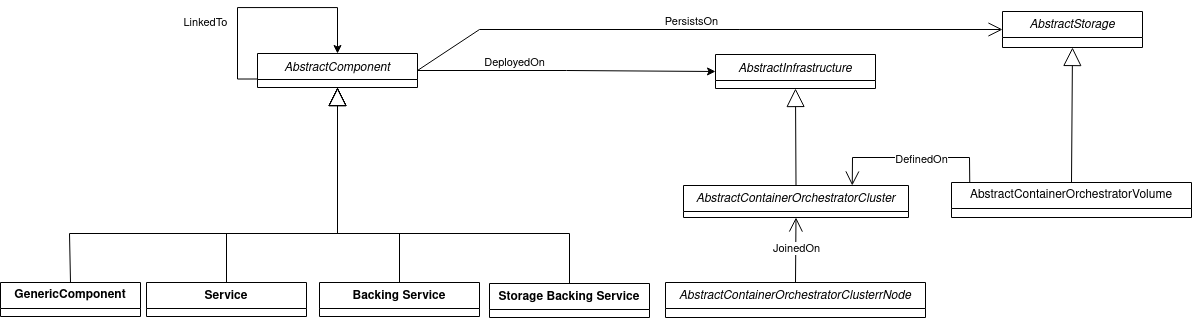 LinkedTo
PersistsOn
AbstractStorage
AbstractComponent
DeployedOn
AbstractInfrastructure
DefinedOn
AbstractContainerOrchestratorCluster
AbstractContainerOrchestratorVolume
JoinedOn
GenericComponent
Service
Backing Service
Storage Backing Service
AbstractContainerOrchestratorClusterrNode